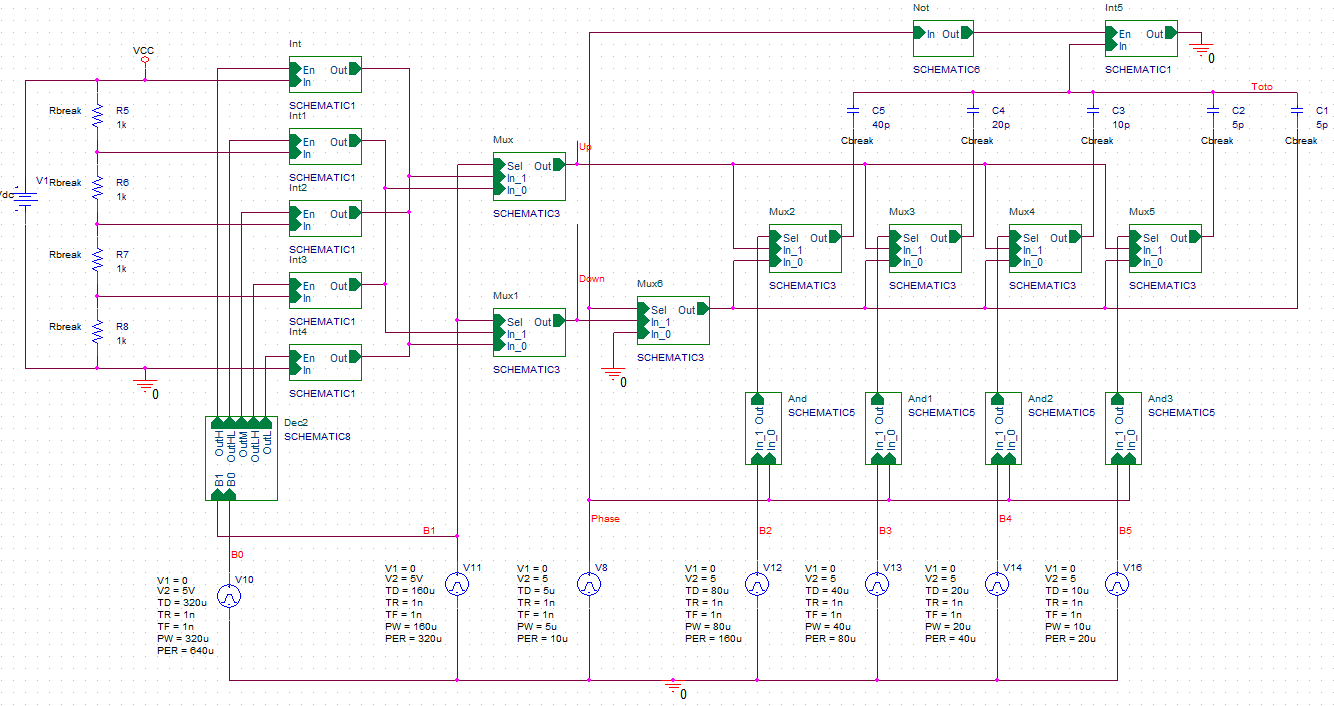 Not
Int5
In Out
En Out
In
SCHEMATIC6
SCHEMATIC1
0
VCC
Int
En Out
In
SCHEMATIC1
Int1
En Out
In
SCHEMATIC1
Int2
En Out
In
SCHEMATIC1
Int3
En Out
In
SCHEMATIC1
Int4
En Out
In
SCHEMATIC1
Rbreak
R5
1k
V1
Rbreak
R6
1k
Rbreak
R7
1k
Rbreak
R8
1k
0
Toto
C5
40p
Cbreak
C4
20p
Cbreak
C3
10p
Cbreak
C2
5p
Cbreak
C1
5p
Cbreak
Mux
Sel Out
In_1
In_0
SCHEMATIC3
Up
Mux1
Sel Out
In_1
In_0
SCHEMATIC3
Down
Mux6
Sel Out
In_1
In_0
SCHEMATIC3
0
Mux2
Sel Out
In_1
In_0
SCHEMATIC3
Mux3
Sel Out
In_1
In_0
SCHEMATIC3
Mux4
Sel Out
In_1
In_0
SCHEMATIC3
Mux5
Sel Out
In_1
In_0
SCHEMATIC3
Dec2
SCHEMATIC8
OutH
OutHL
OutM
OutLH
OutL
B1
B0
And
SCHEMATIC5
In_1 Out
In_0
And1
SCHEMATIC5
In_1 Out
In_0
And2
SCHEMATIC5
In_1 Out
In_0
And3
SCHEMATIC5
In_1 Out
In_0
B0
B1
Phase
B2
B3
B4
B5
V10
V1 = 0
V2 = 5V
TD = 320u
TR = 1n
TF = 1n
PW = 320u
PER = 640u
V11
V1 = 0
V2 = 5V
TD = 160u
TR = 1n
TF = 1n
PW = 160u
PER = 320u
V8
V1 = 0
V2 = 5
TD = 5u
TR = 1n
TF = 1n
PW = 5u
PER = 10u
V12
V1 = 0
V2 = 5
TD = 80u
TR = 1n
TF = 1n
PW = 80u
PER = 160u
V13
V1 = 0
V2 = 5
TD = 40u
TR = 1n
TF = 1n
PW = 40u
PER = 80u
V14
V1 = 0
V2 = 5
TD = 20u
TR = 1n
TF = 1n
PW = 20u
PER = 40u
V16
V1 = 0
V2 = 5
TD = 10u
TR = 1n
TF = 1n
PW = 10u
PER = 20u
0